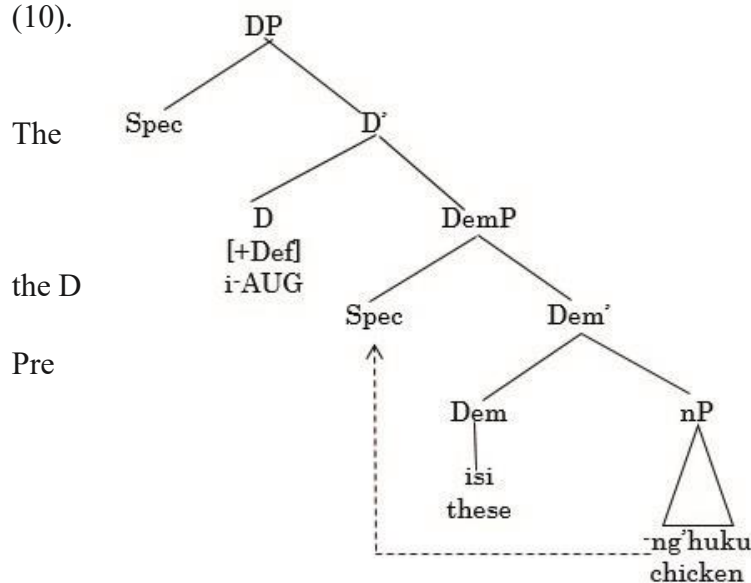 (10).
DP
The
Spec
D’
D
DemP
[+Def]
i-AUG
the D
Spec
Dem’
Pre
Dem
nP
isi
these
-ng’huku
chicken